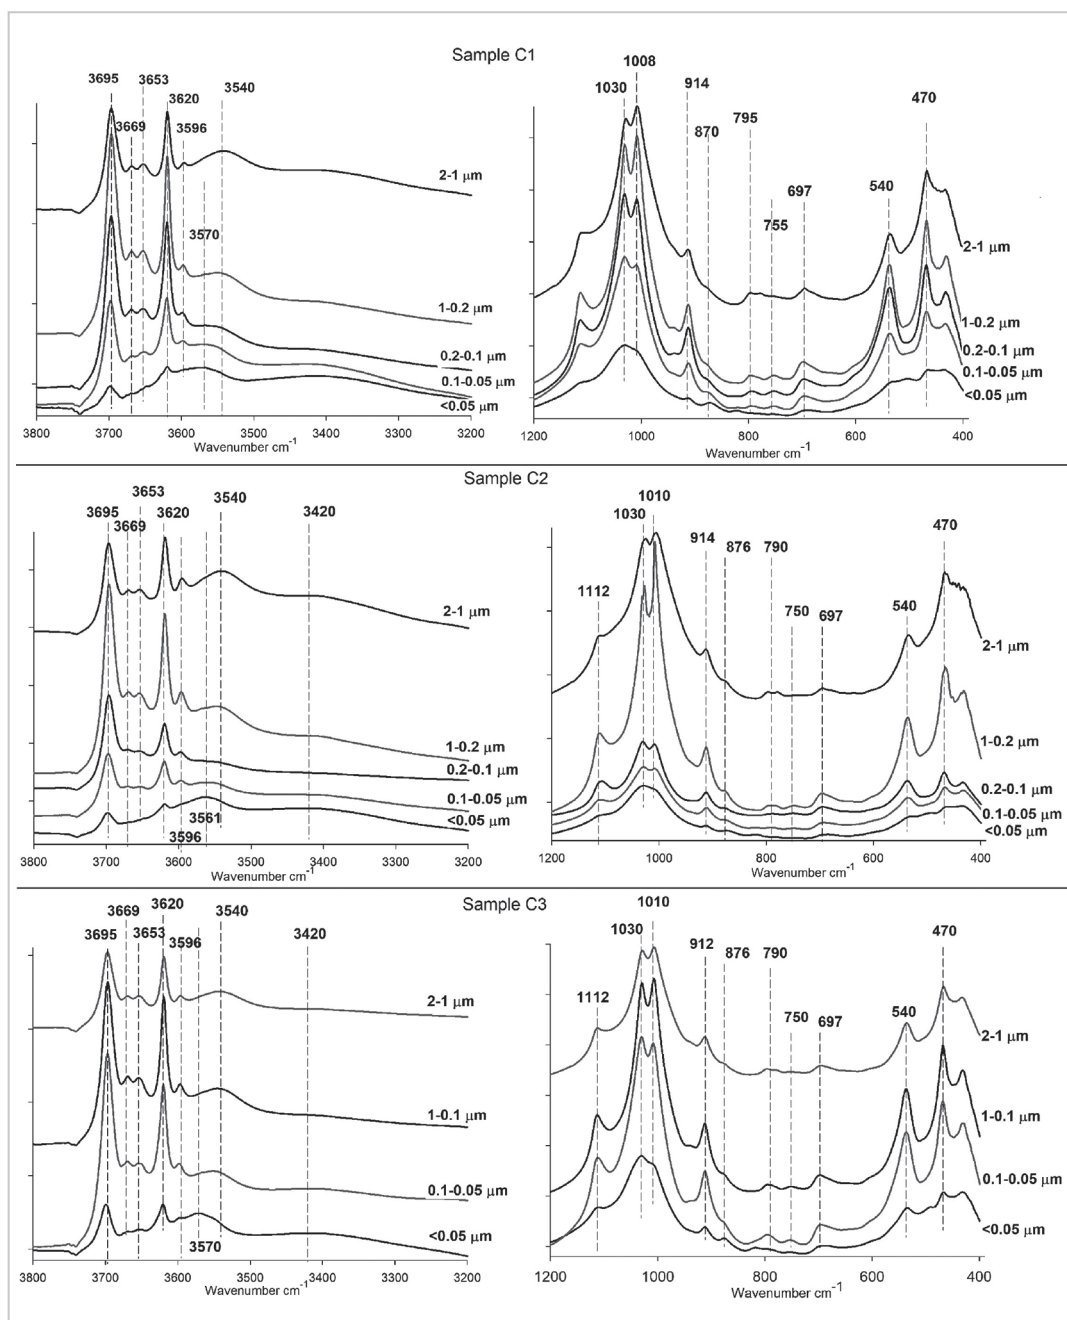 Sample C1
3695
3653
3540
3620
3669
3596
3570
2-1 µm
1-0.2 µm
0.2-0.1 µm
0.1-0.05 µm
<0.05 µm
3800 3700 3600 3500 3400 3300 3200
Wavenumber cm-1
1008
1030
914
870
795
755
697
540
470
2-1 µm
1-0.2 µm
0.2-0.1 µm
0.1-0.05 µm
<0.05 µm
1200 1000 800 600 400
Wavenumber cm-1
Sample C2
3653
3540
3695
3620
3420
3669
2-1 µm
1-0.2 µm
0.2-0.1 µm
0.1-0.05 µm
3561
<0.05 µm
3596
3800 3700 3600 3500 3400 3300 3200
Wavenumber cm-1
1010
1030
914
876
790
470
1112
750
697
540
2-1 µm
1-0.2 µm
0.2-0.1 µm
0.1-0.05 µm
<0.05 µm
1200 1000 800 600 400
Wavenumber cm-1
Sample C3
3620
3669
3540
3695
3653
3596
3420
2-1 µm
1-0.1 µm
0.1-0.05 µm
<0.05 µm
3570
3800 3700 3600 3500 3400 3300 3200
Wavenumber cm-1
1010
1030
912
876
790
470
1112
750
697
540
2-1 µm
1-0.1 µm
0.1-0.05 µm
<0.05 µm
1200 1000 800 600 400
Wavenumber cm-1